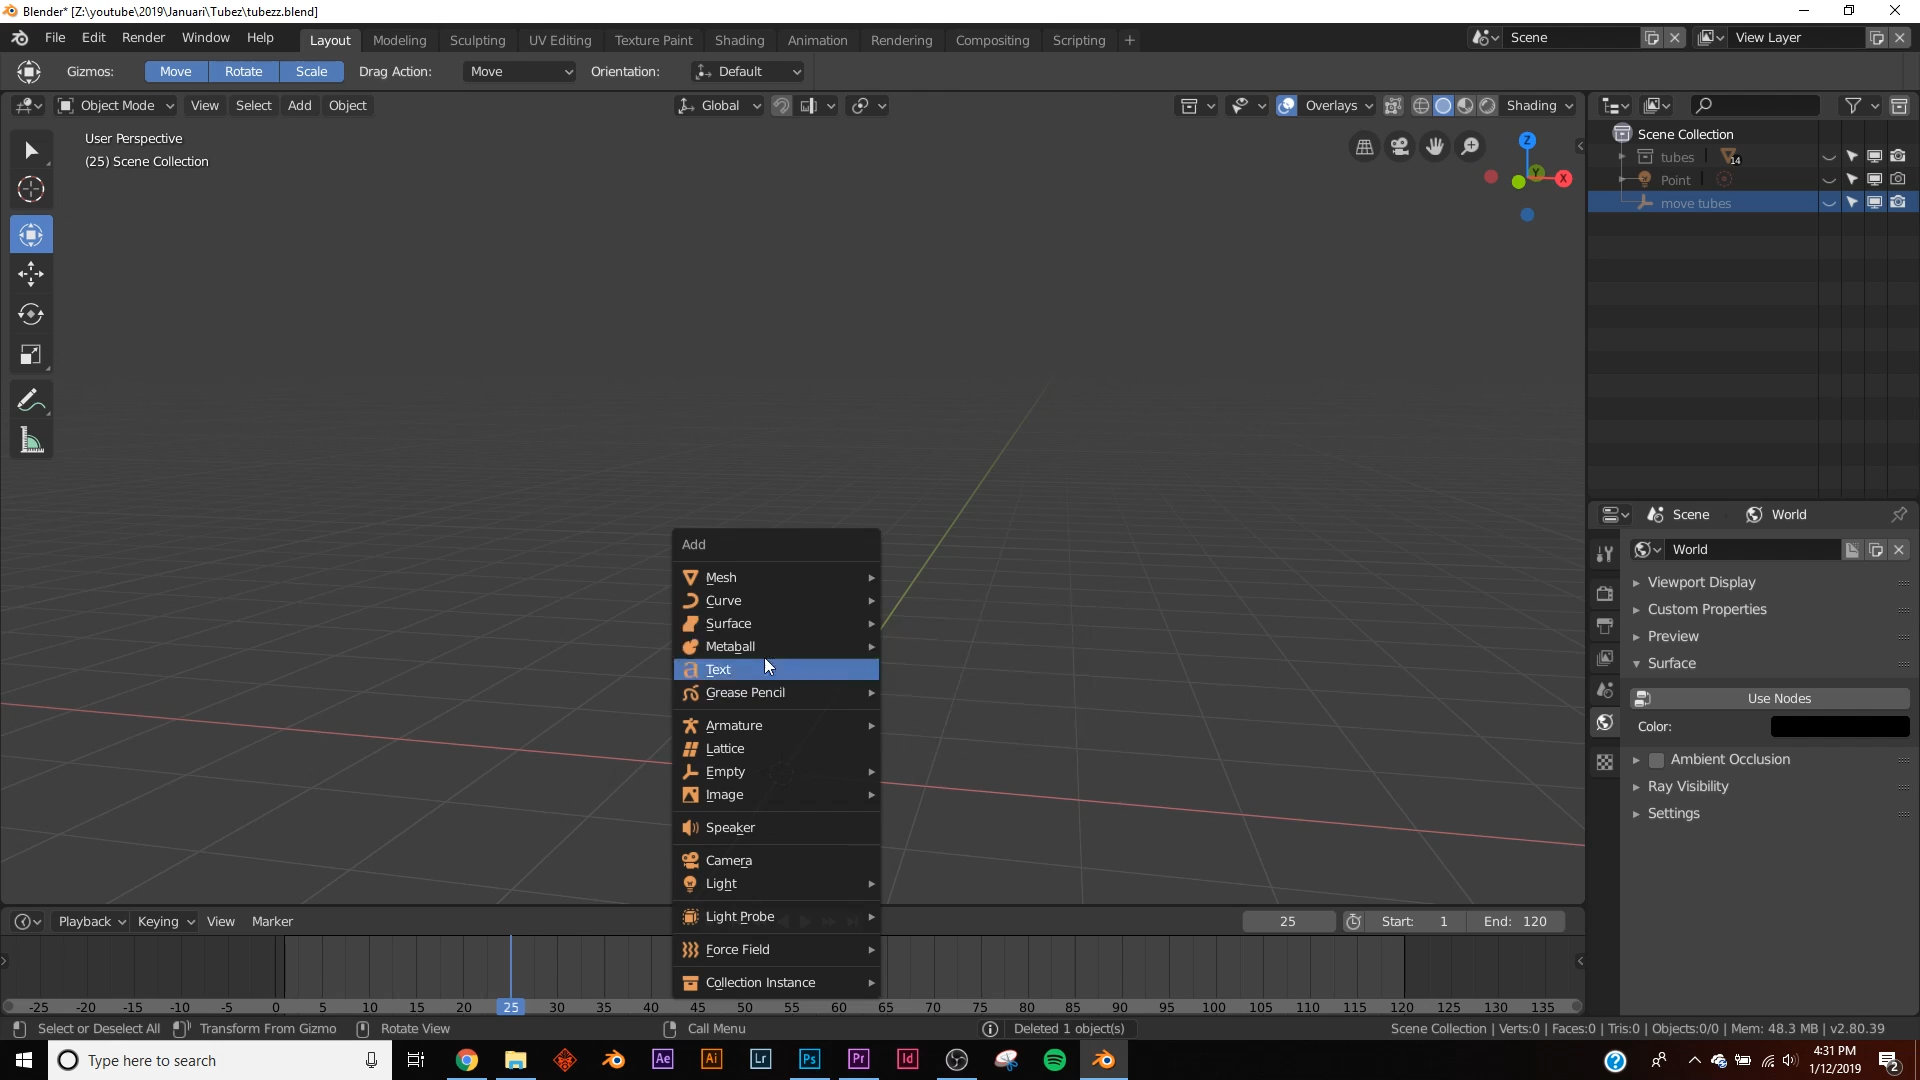 Blender* [Z:\youtube\2019\Januari\Tubez\tubezz.blend]
File Edit Render Window Help Layout Modeling Sculpting UV Editing Texture Paint Shading Animation Rendering Compositing Scripting + Scene View Layer
Gizmos: Move Rotate Scale Drag Action: Move Orientation: Default
Object Mode View Select Add Object Global Overlays Shading
User Perspective
(25) Scene Collection
Z
Y
X
Scene Collection
tubes 14
Point
move tubes
Add
Mesh
Curve
Surface
Metaball
Text
Grease Pencil
Armature
Lattice
Empty
Image
Speaker
Camera
Light
Light Probe
Force Field
Collection Instance
Scene World
World
Viewport Display
Custom Properties
Preview
Surface
Use Nodes
Color:
Ambient Occlusion
Ray Visibility
Settings
Playback Keying View Marker 25 Start: 1 End: 120
-25 -20 -15 -10 -5 0 5 10 15 20 25 30 35 40 45 50 55 60 65 70 75 80 85 90 95 100 105 110 115 120 125 130 135
Select or Deselect All Transform From Gizmo Rotate View Call Menu Deleted 1 object(s) Scene Collection | Verts:0 | Faces:0 | Tris:0 | Objects:0/0 | Mem: 48.3 MB | v2.80.39
Type here to search Ae Ai Lr Ps Pr Id
4:31 PM
1/12/2019
2